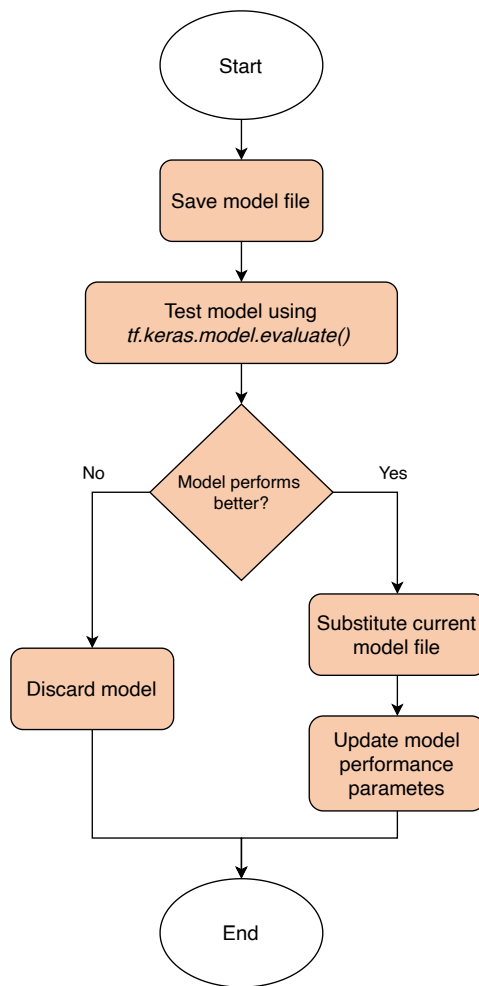 Start
Save model file
Test model using
tf.keras.model.evaluate()
Model performs
better?
No
Yes
Substitute current
model file
Discard model
Update model
performance
parametes
End